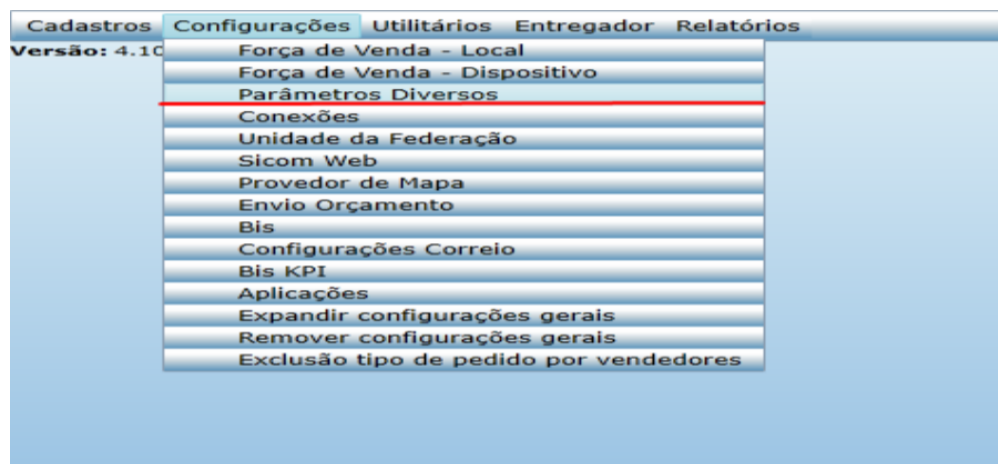 Cadastros Configurações Utilitários Entregador Relatórios
Versão: 4.10
Força de Venda - Local
Força de Venda - Dispositivo
Parâmetros Diversos
Conexões
Unidade da Federação
Sicom Web
Provedor de Mapa
Envio Orçamento
Bis
Configurações Correio
Bis KPI
Aplicações
Expandir configurações gerais
Remover configurações gerais
Exclusão tipo de pedido por vendedores